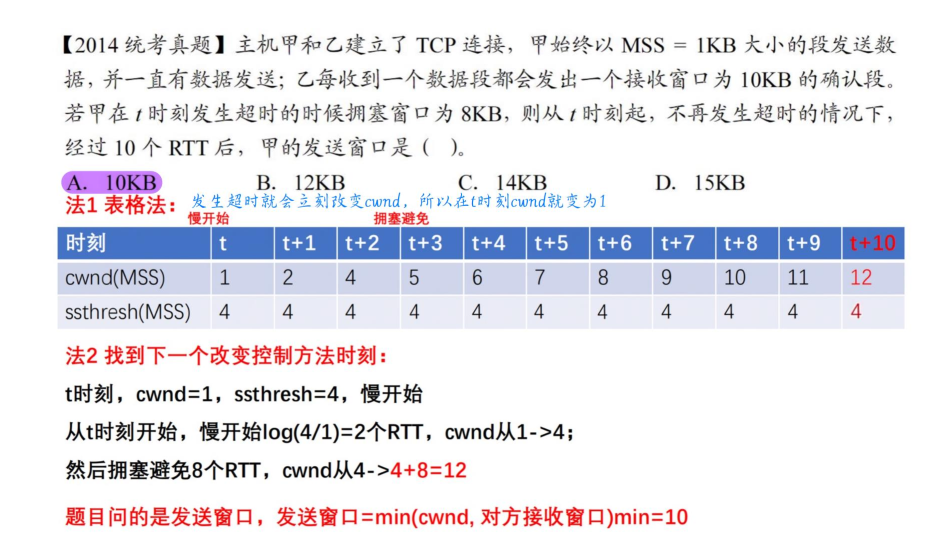 【2014 统考真题】主机甲和乙建立了 TCP 连接，甲始终以 MSS = 1KB 大小的段发送数
据，并一直有数据发送；乙每收到一个数据段都会发出一个接收窗口为 10KB 的确认段。
若甲在 t 时刻发生超时的时候拥塞窗口为 8KB，则从 t 时刻起，不再发生超时的情况下，
经过 10 个 RTT 后，甲的发送窗口是（ ）。
A. 10KB B. 12KB C. 14KB D. 15KB
法1 表格法： 发生超时就会立刻改变cwnd，所以在t时刻cwnd就变为1
慢开始 拥塞避免
时刻 t t+1 t+2 t+3 t+4 t+5 t+6 t+7 t+8 t+9 t+10
cwnd(MSS) 1 2 4 5 6 7 8 9 10 11 12
ssthresh(MSS) 4 4 4 4 4 4 4 4 4 4 4
法2 找到下一个改变控制方法时刻：
t时刻，cwnd=1，ssthresh=4，慢开始
从t时刻开始，慢开始log(4/1)=2个RTT，cwnd从1->4；
然后拥塞避免8个RTT，cwnd从4->4+8=12
题目问的是发送窗口，发送窗口=min(cwnd, 对方接收窗口)min=10